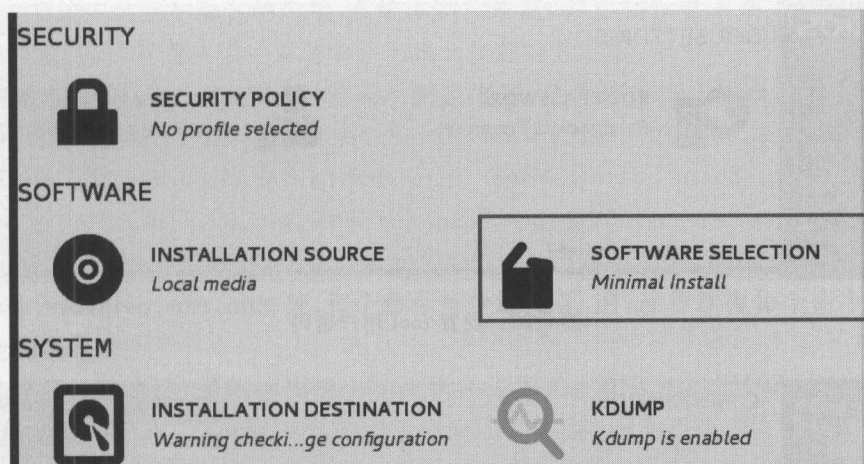 SECURITY
SECURITY POLICY
No profile selected
SOFTWARE
INSTALLATION SOURCE
Local media
SOFTWARE SELECTION
Minimal Install
SYSTEM
INSTALLATION DESTINATION
Warning checki...ge configuration
KDUMP
Kdump is enabled